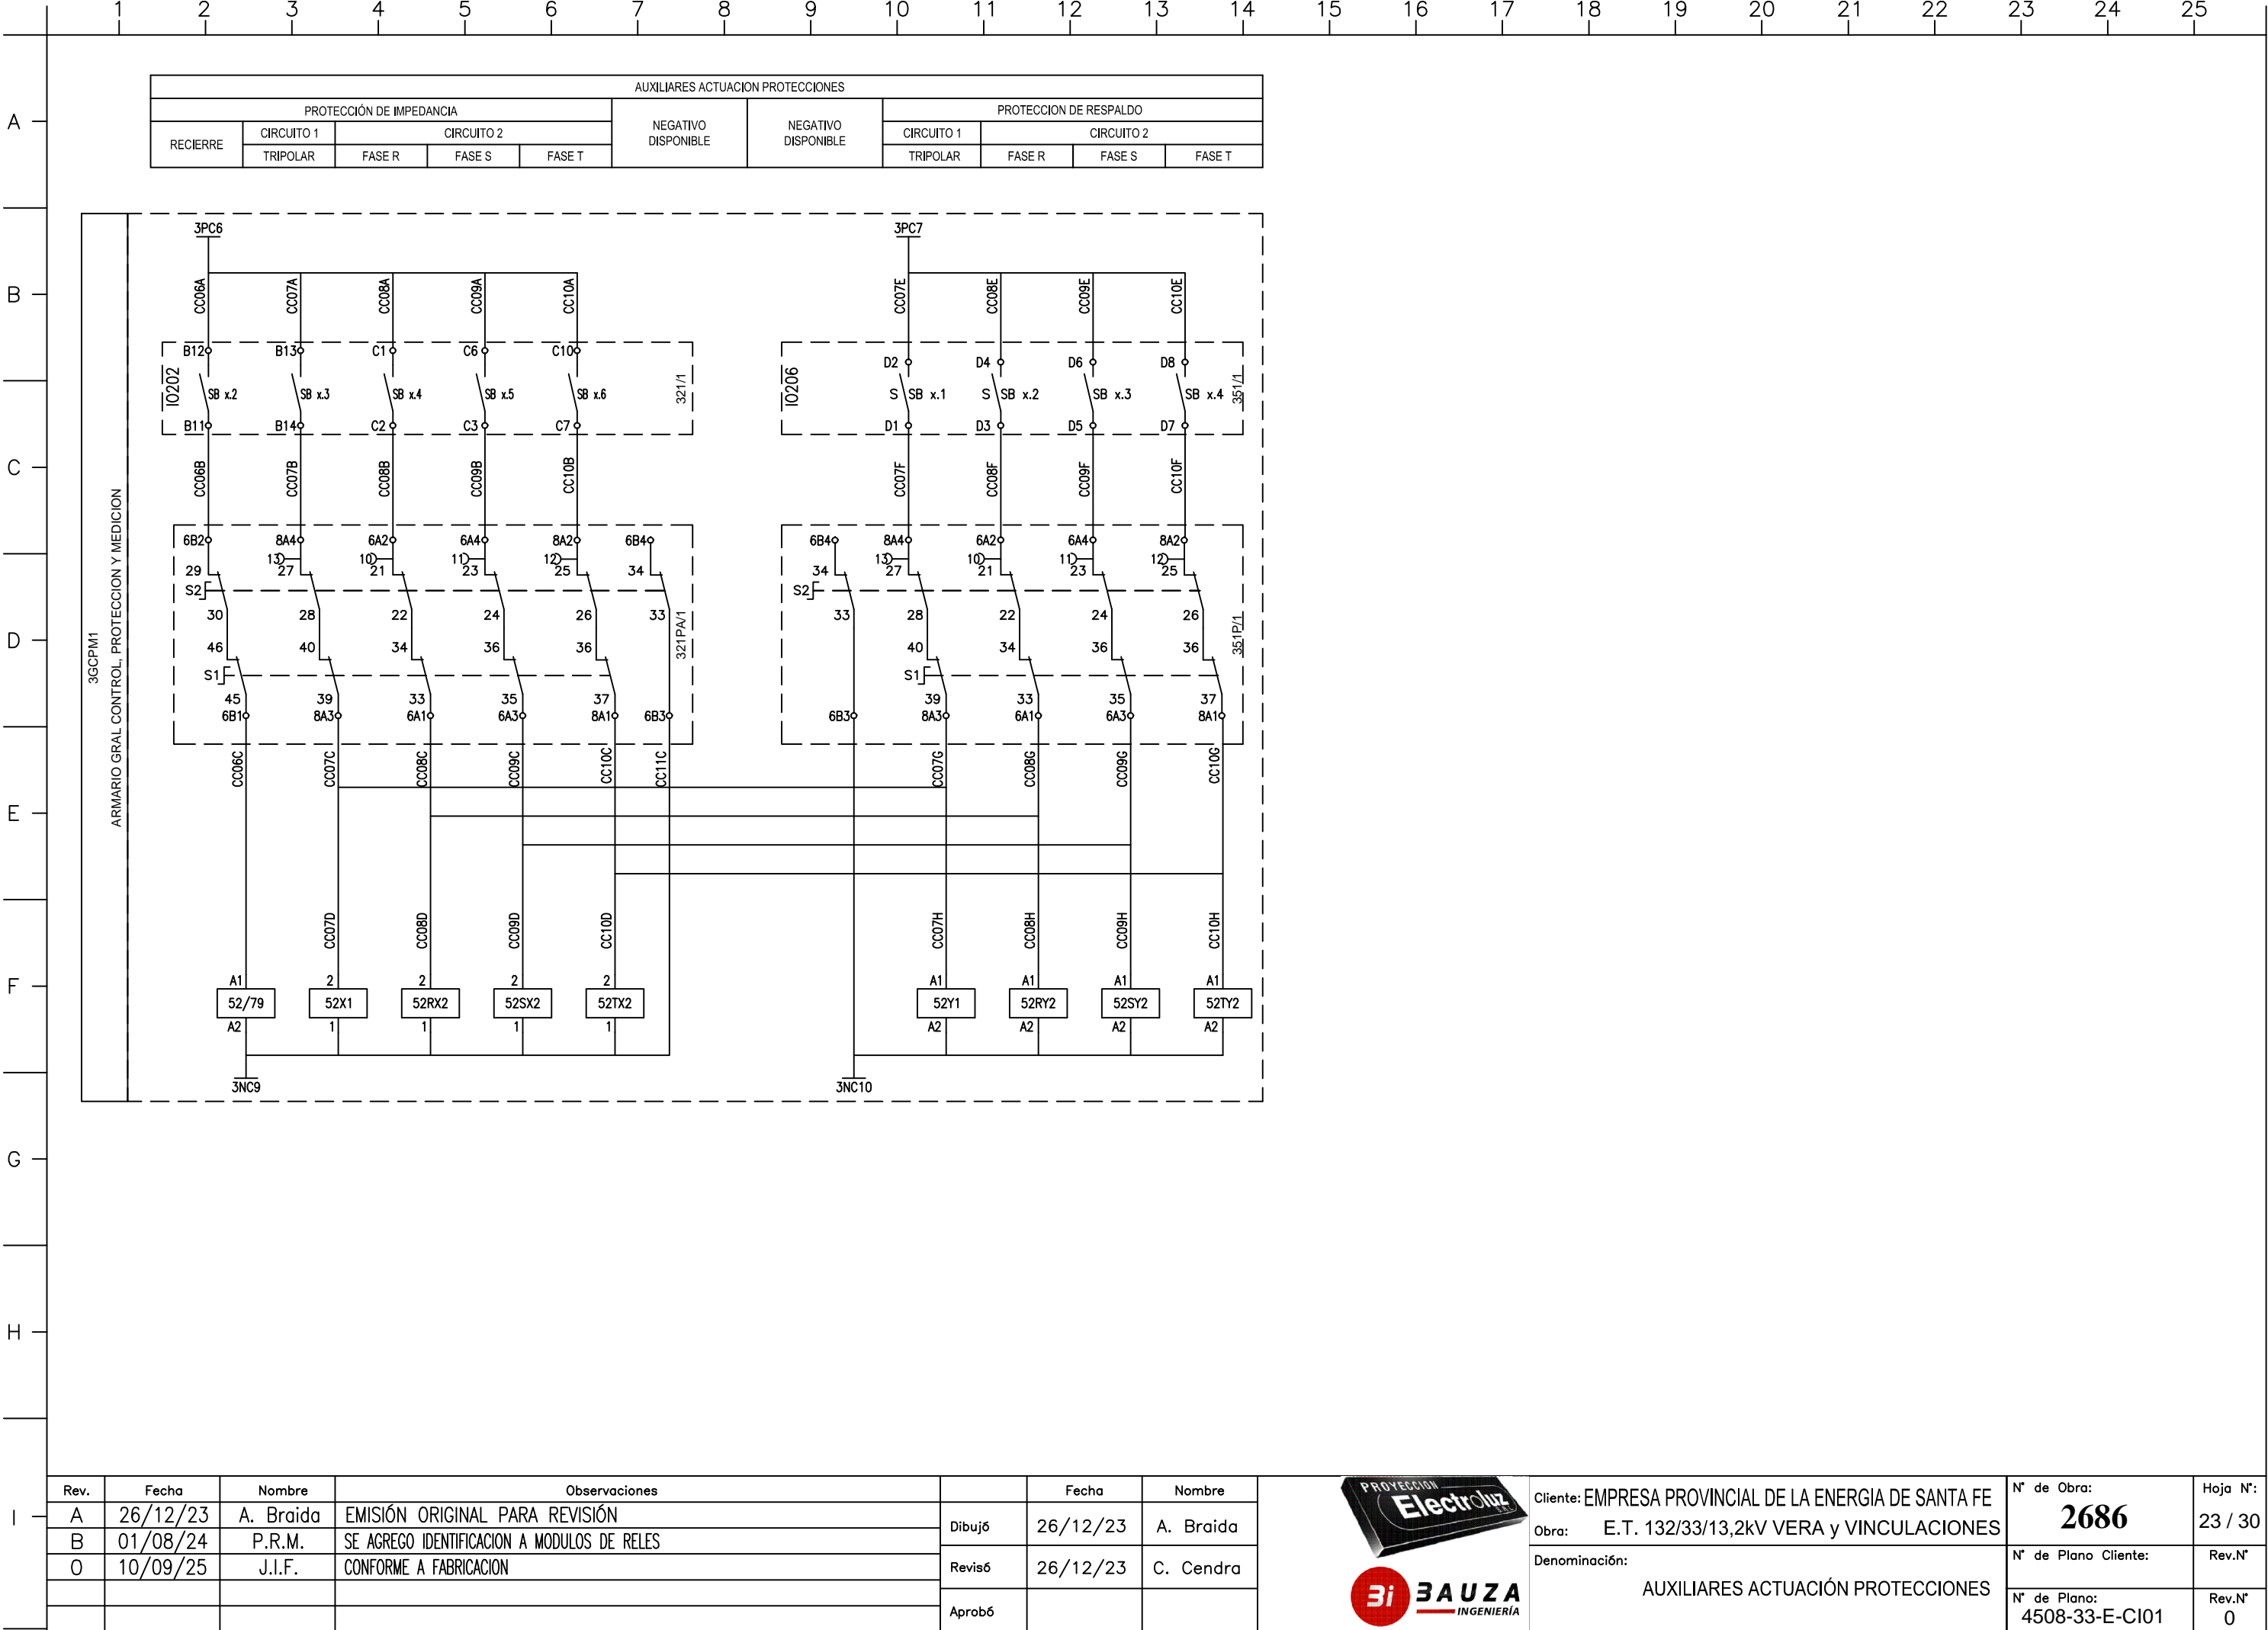 1 2 3 4 5 6 7 8 9 10 11 12 13 14 15 16 17 18 19 20 21 22 23 24 25
A
B
C
D
E
F
G
H
I
AUXILIARES ACTUACION PROTECCIONES
PROTECCIÓN DE IMPEDANCIA
NEGATIVO DISPONIBLE
NEGATIVO DISPONIBLE
PROTECCION DE RESPALDO
RECIERRE
CIRCUITO 1
CIRCUITO 2
CIRCUITO 1
CIRCUITO 2
TRIPOLAR FASE R FASE S FASE T
TRIPOLAR FASE R FASE S FASE T
3GCPM1
ARMARIO GRAL CONTROL, PROTECCION Y MEDICION
3PC6 3PC7
CC06A CC07A CC08A CC09A CC10A CC07E CC08E CC09E CC10E
B12 B13 C1 C6 C10 D2 D4 D6 D8
IO202 SB x.2 SB x.3 SB x.4 SB x.5 SB x.6 321/1
IO206 S SB x.1 S SB x.2 SB x.3 SB x.4 351/1
B11 B14 C2 C3 C7 D1 D3 D5 D7
CC06B CC07B CC08B CC09B CC10B CC07F CC08F CC09F CC10F
6B2 8A4 6A2 6A4 8A2 6B4 6B4 8A4 6A2 6A4 8A2
13 10 11 12 13 10 11 12
29 27 21 23 25 34 34 27 21 23 25
S2 S2
30 28 22 24 26 33 33 28 22 24 26
321PA/1 351P/1
46 40 34 36 36 40 34 36 36
S1 S1
45 39 33 35 37 39 33 35 37
6B1 8A3 6A1 6A3 8A1 6B3 6B3 8A3 6A1 6A3 8A1
CC06C CC07C CC08C CC09C CC10C CC11C CC07G CC08G CC09G CC10G
CC07D CC08D CC09D CC10D CC07H CC08H CC09H CC10H
A1 2 2 2 2 A1 A1 A1 A1
52/79 52X1 52RX2 52SX2 52TX2 52Y1 52RY2 52SY2 52TY2
A2 1 1 1 1 A2 A2 A2 A2
3NC9 3NC10
Rev. Fecha Nombre Observaciones
A 26/12/23 A. Braida EMISIÓN ORIGINAL PARA REVISIÓN
B 01/08/24 P.R.M. SE AGREGO IDENTIFICACION A MODULOS DE RELES
0 10/09/25 J.I.F. CONFORME A FABRICACION
Fecha Nombre
Dibujó 26/12/23 A. Braida
Revisó 26/12/23 C. Cendra
Aprobó
PROYECCION
Electroluz
Bi BAUZA
INGENIERÍA
Cliente: EMPRESA PROVINCIAL DE LA ENERGIA DE SANTA FE
Obra: E.T. 132/33/13,2kV VERA y VINCULACIONES
Denominación:
AUXILIARES ACTUACIÓN PROTECCIONES
N° de Obra:
2686
Hoja N°:
23 / 30
N° de Plano Cliente:
Rev.N°
N° de Plano:
4508-33-E-CI01
Rev.N°
0